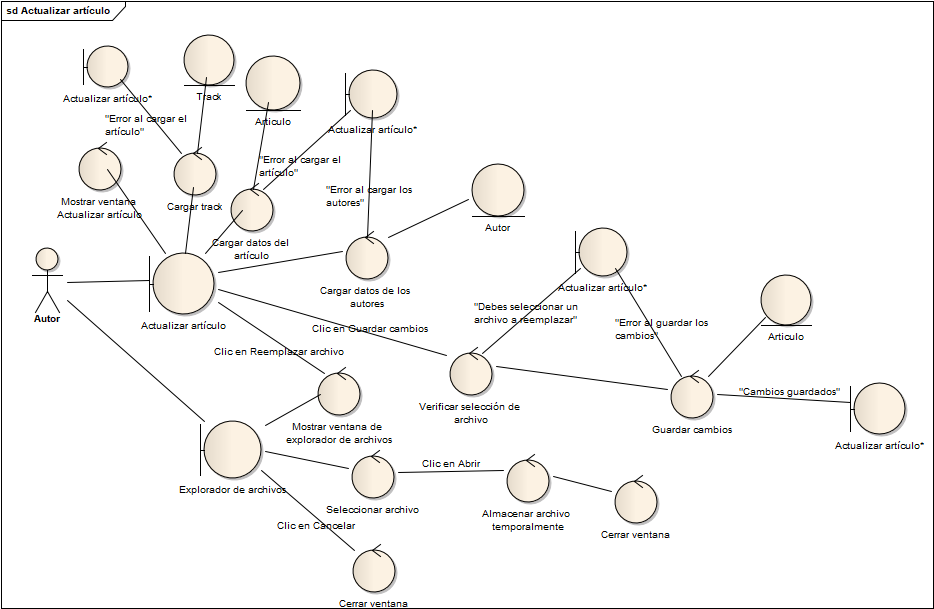 sd Actualizar artículo
Actualizar artículo*
Track
Articulo
Actualizar artículo*
"Error al cargar el
artículo"
"Error al cargar el
artículo"
"Error al cargar los
autores"
Mostrar ventana
Actualizar artículo
Cargar track
Cargar datos del
artículo
Autor
Cargar datos de los
autores
Autor
Actualizar artículo
Actualizar artículo*
"Debes seleccionar un
archivo a reemplazar"
"Error al guardar los
cambios"
Articulo
Clic en Guardar cambios
Clic en Reemplazar archivo
Verificar selección de
archivo
"Cambios guardados"
Guardar cambios
Actualizar artículo*
Mostrar ventana de
explorador de archivos
Explorador de archivos
Clic en Abrir
Seleccionar archivo
Almacenar archivo
temporalmente
Cerrar ventana
Clic en Cancelar
Cerrar ventana